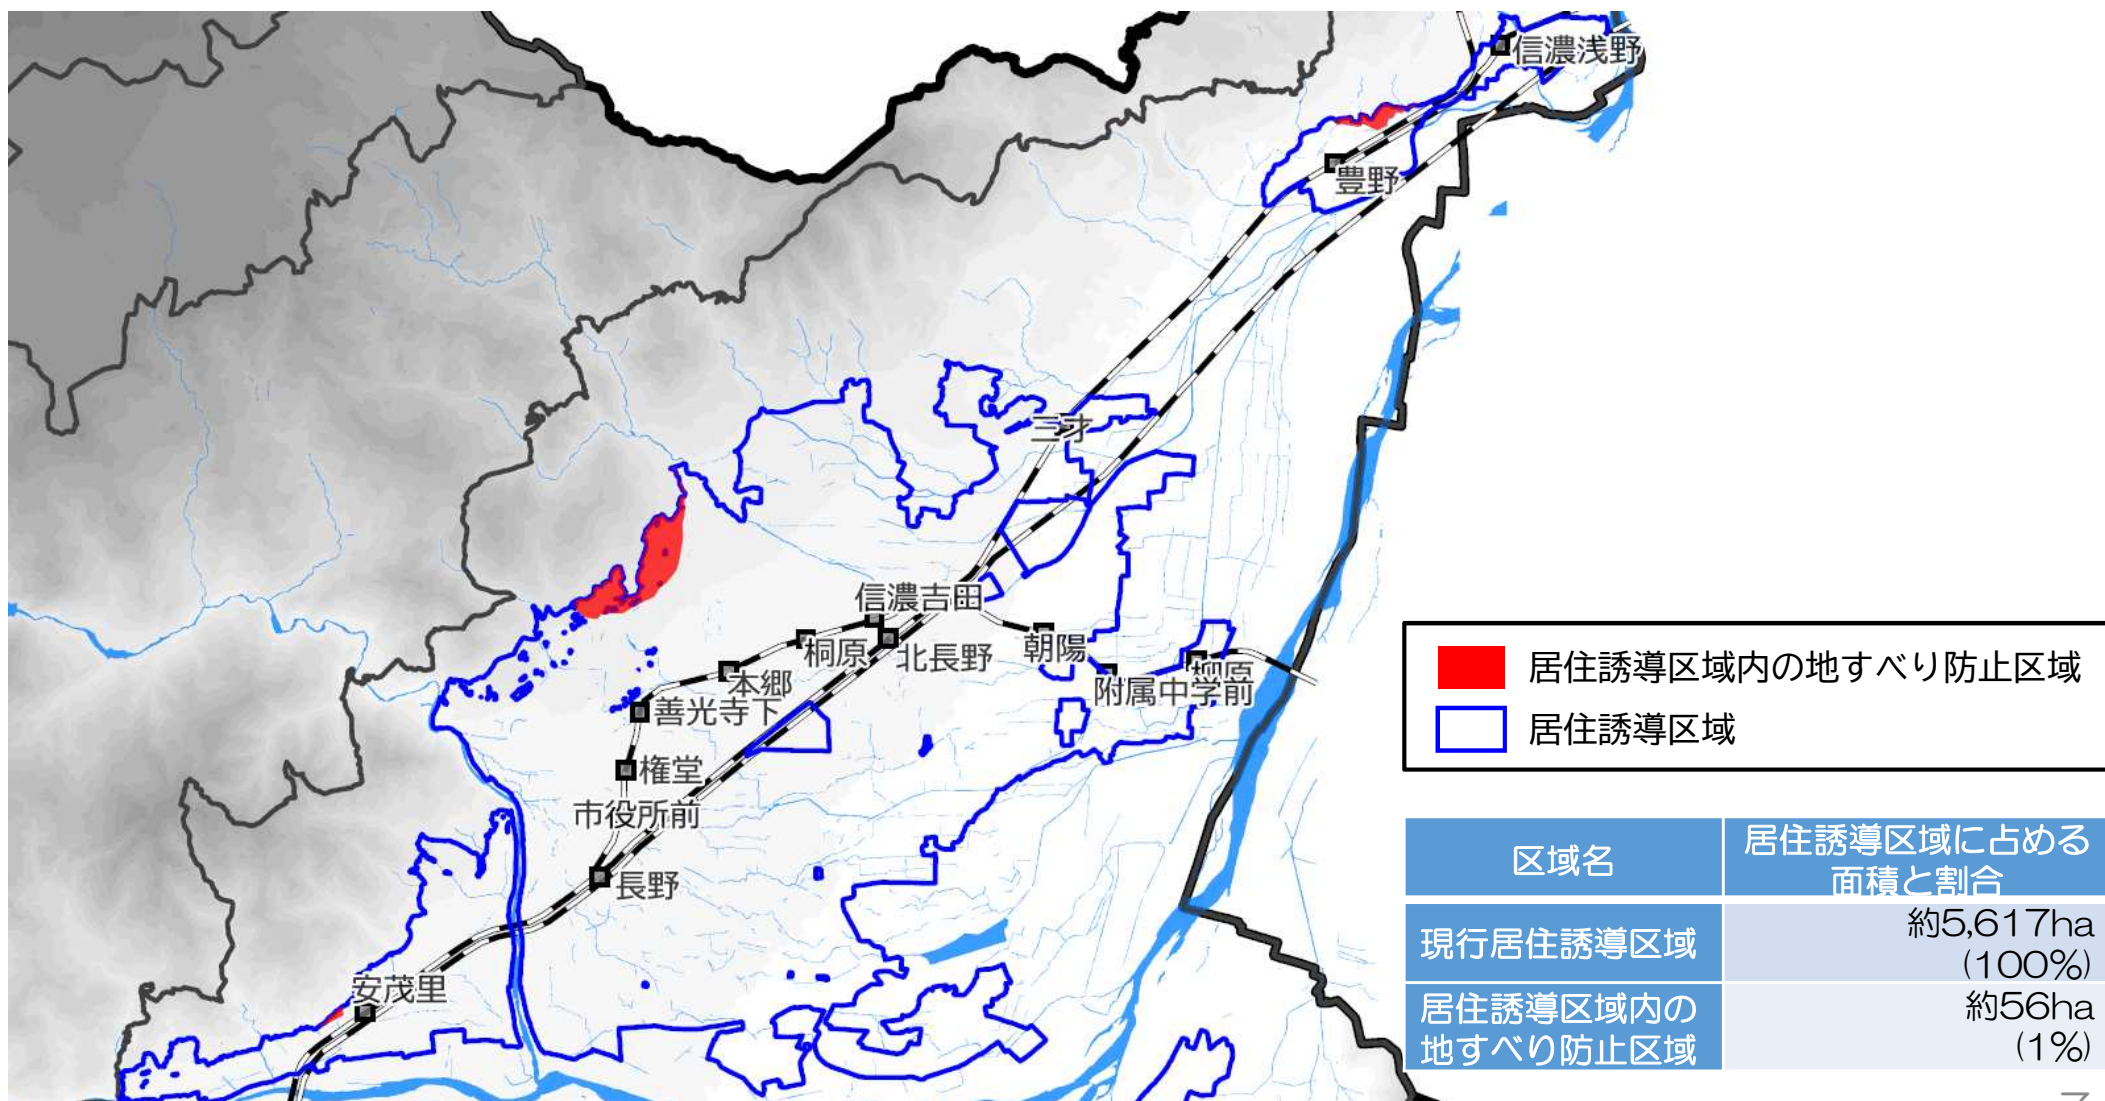 信濃浅野
豊野
三才
信濃吉田
桐原
北長野
朝陽
柳原
附属中学前
本郷
善光寺下
権堂
市役所前
長野
安茂里
居住誘導区域内の地すべり防止区域
居住誘導区域
区域名
居住誘導区域に占める
面積と割合
現行居住誘導区域
約5,617ha
(100%)
居住誘導区域内の
地すべり防止区域
約56ha
(1%)